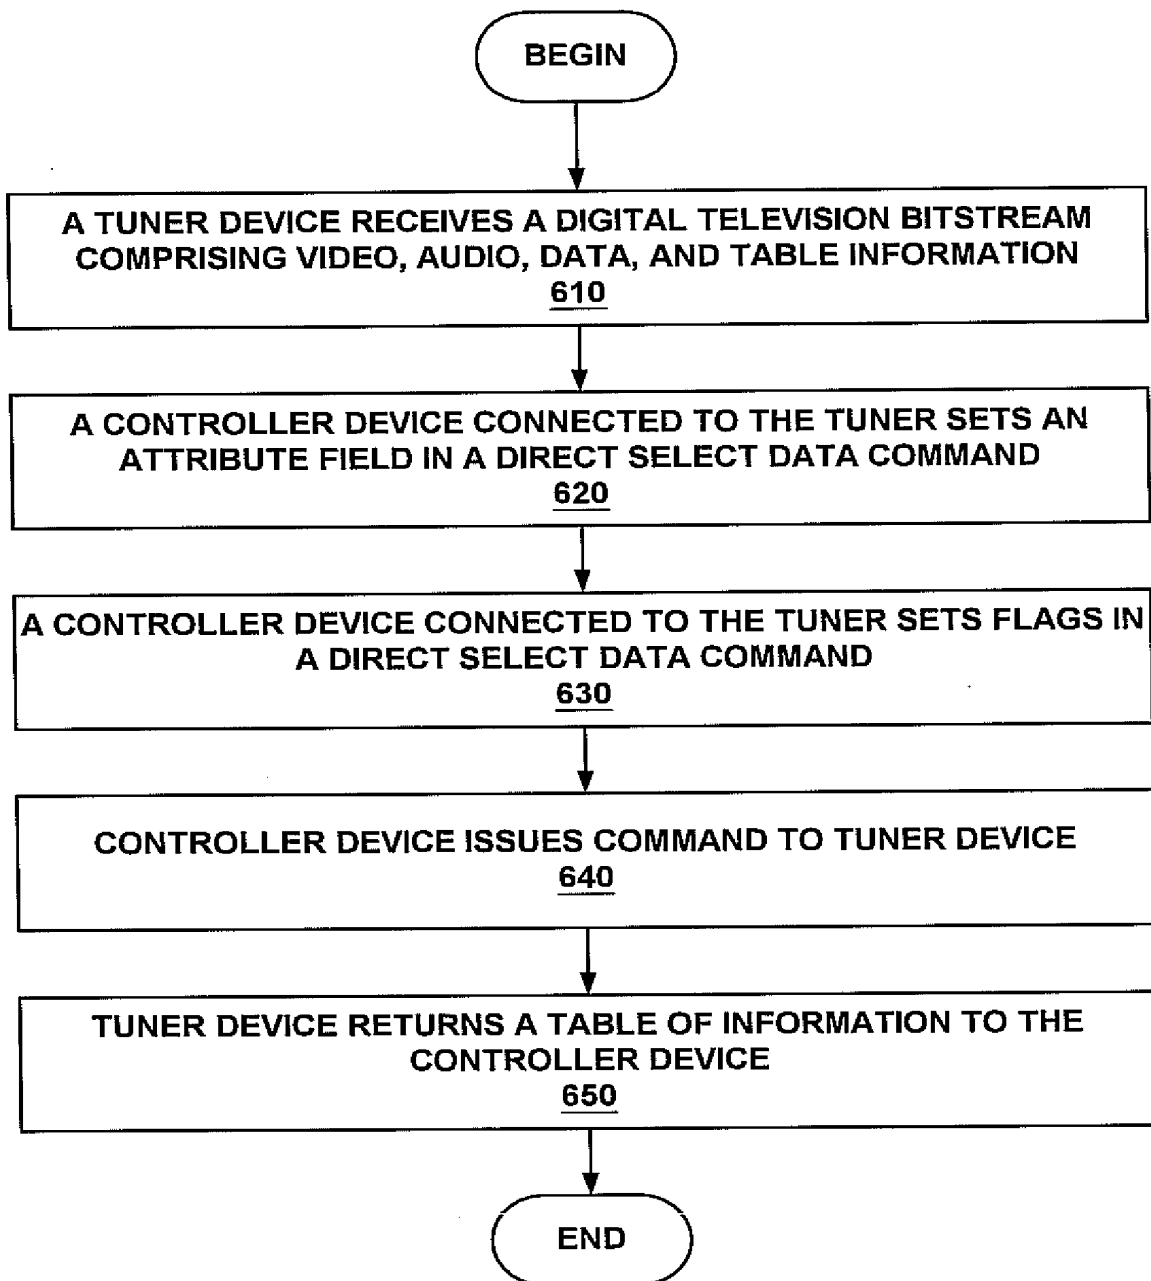 BEGIN
A TUNER DEVICE RECEIVES A DIGITAL TELEVISION BITSTREAM
COMPRISING VIDEO, AUDIO, DATA, AND TABLE INFORMATION
610
A CONTROLLER DEVICE CONNECTED TO THE TUNER SETS AN
ATTRIBUTE FIELD IN A DIRECT SELECT DATA COMMAND
620
A CONTROLLER DEVICE CONNECTED TO THE TUNER SETS FLAGS IN
A DIRECT SELECT DATA COMMAND
630
CONTROLLER DEVICE ISSUES COMMAND TO TUNER DEVICE
640
TUNER DEVICE RETURNS A TABLE OF INFORMATION TO THE
CONTROLLER DEVICE
650
END